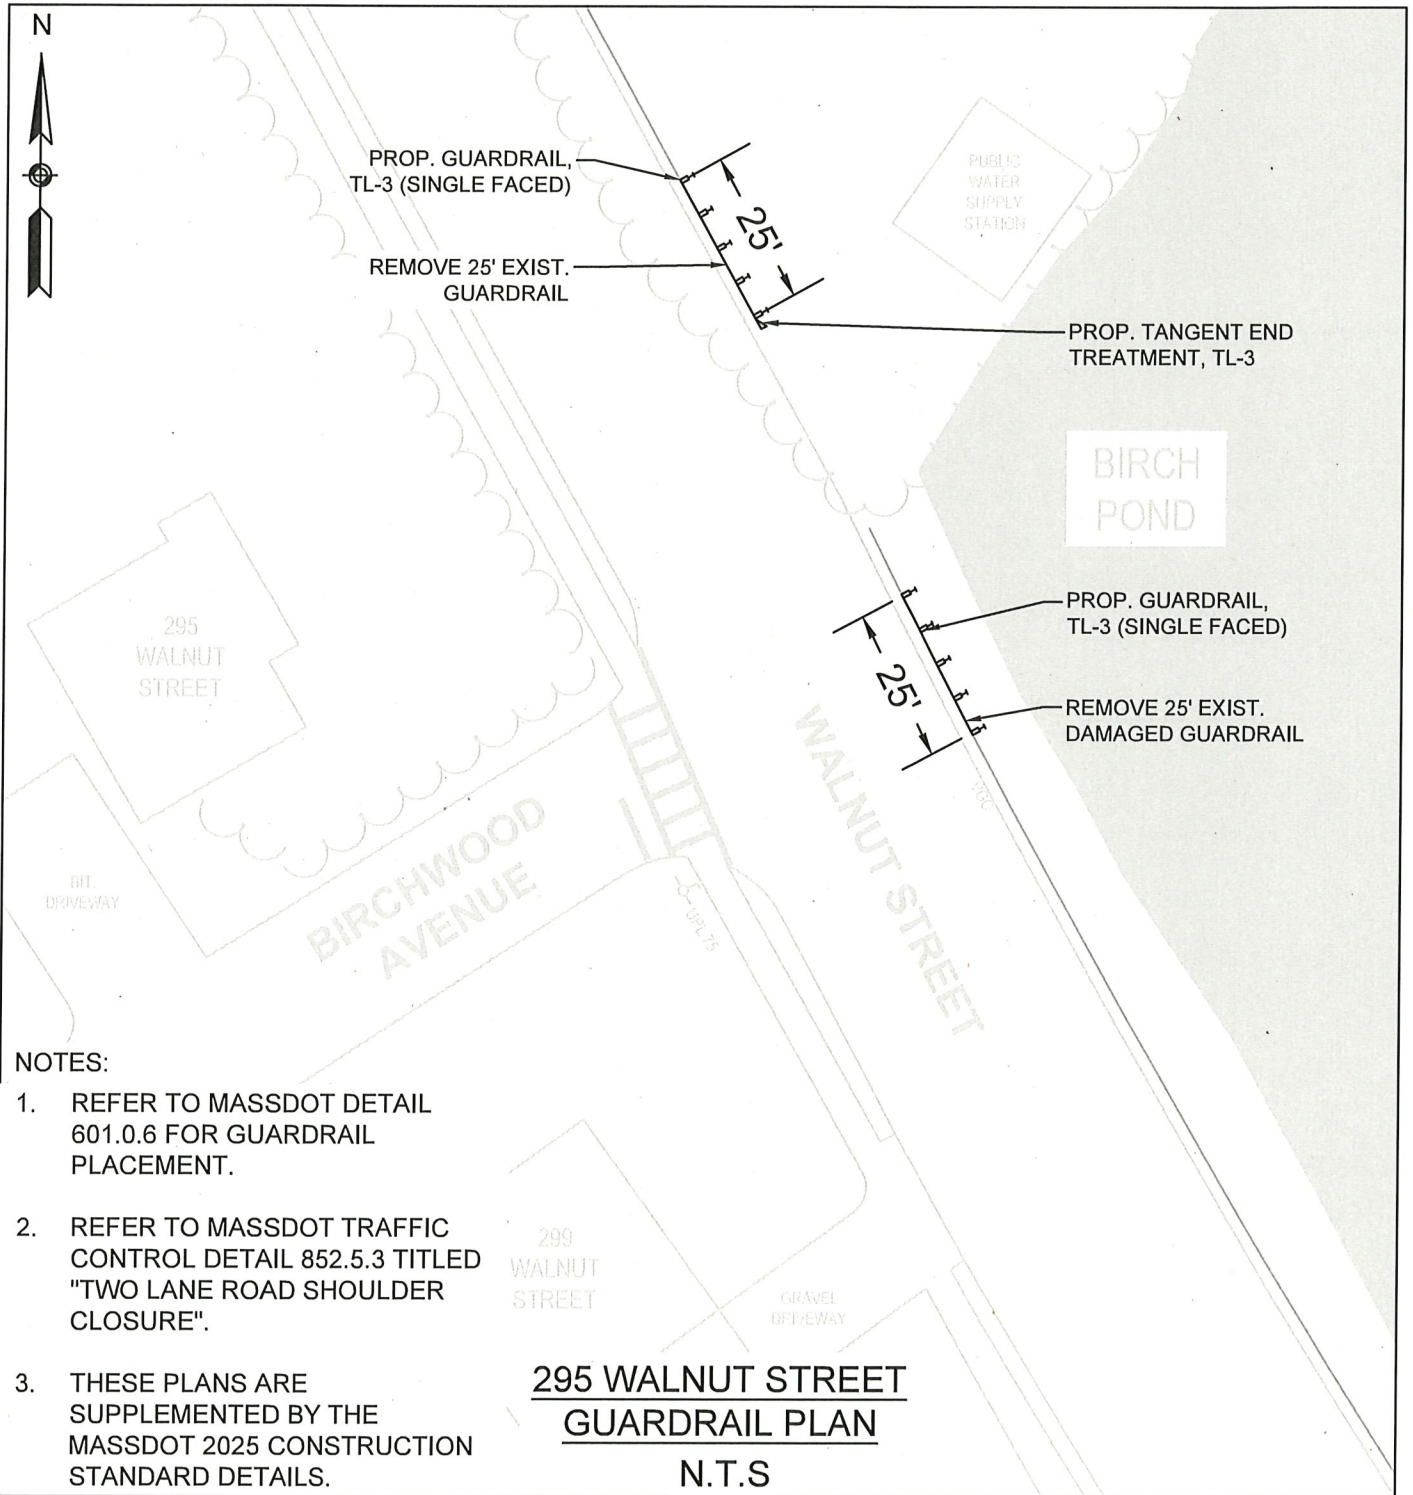 N
PROP. GUARDRAIL,
TL-3 (SINGLE FACED)
25'
REMOVE 25' EXIST.
GUARDRAIL
PUBLIC
WATER
SUPPLY
STATION
PROP. TANGENT END
TREATMENT, TL-3
BIRCH
POND
PROP. GUARDRAIL,
TL-3 (SINGLE FACED)
25'
REMOVE 25' EXIST.
DAMAGED GUARDRAIL
295
WALNUT
STREET
WALNUT STREET
VGC
BIT.
DRIVEWAY
BIRCHWOOD
AVENUE
UPL 75
NOTES:
1. REFER TO MASSDOT DETAIL
601.0.6 FOR GUARDRAIL
PLACEMENT.
2. REFER TO MASSDOT TRAFFIC
CONTROL DETAIL 852.5.3 TITLED
"TWO LANE ROAD SHOULDER
CLOSURE".
3. THESE PLANS ARE
SUPPLEMENTED BY THE
MASSDOT 2025 CONSTRUCTION
STANDARD DETAILS.
299
WALNUT
STREET
GRAVEL
DRIVEWAY
295 WALNUT STREET
GUARDRAIL PLAN
N.T.S